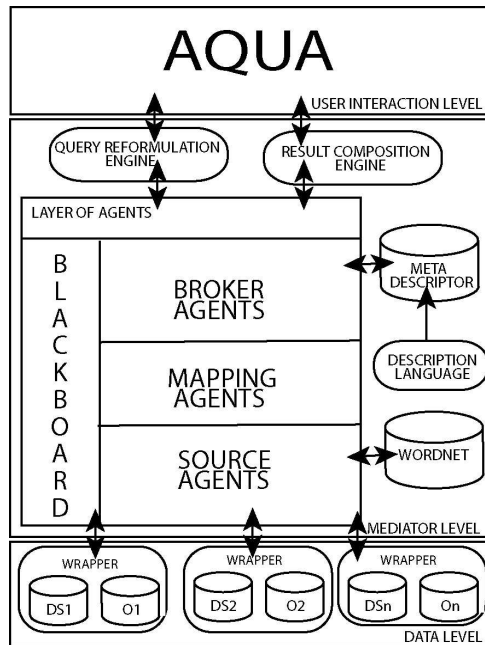 AQUA
USER INTERACTION LEVEL
QUERY REFORMULATION
ENGINE
RESULT COMPOSITION
ENGINE
LAYER OF AGENTS
BLACKBOARD
BROKER
AGENTS
META
DESCRIPTOR
MAPPING
AGENTS
DESCRIPTION
LANGUAGE
SOURCE
AGENTS
WORDNET
MEDIATOR LEVEL
WRAPPER
DS1
O1
WRAPPER
DS2
O2
WRAPPER
DSn
On
DATA LEVEL